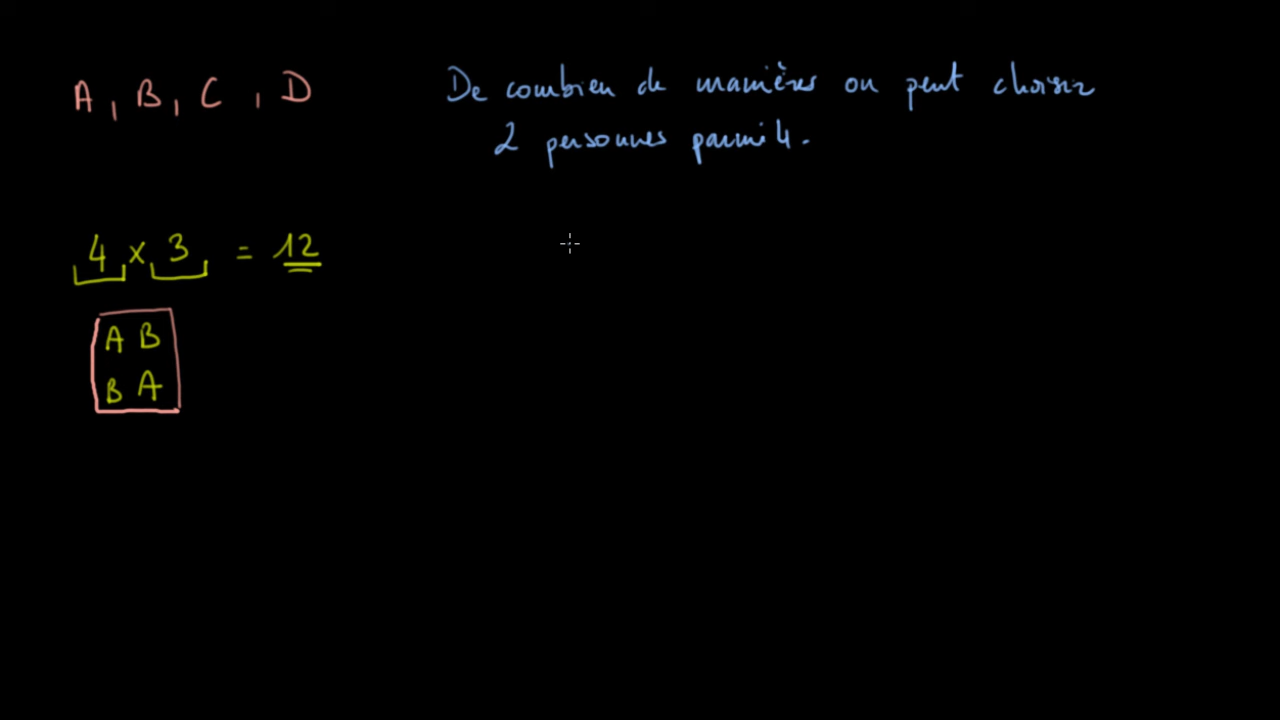 A, B, C, D
De combien de manières on peut choisir
2 personnes parmi 4.
4 x 3 = 12
A B
B A